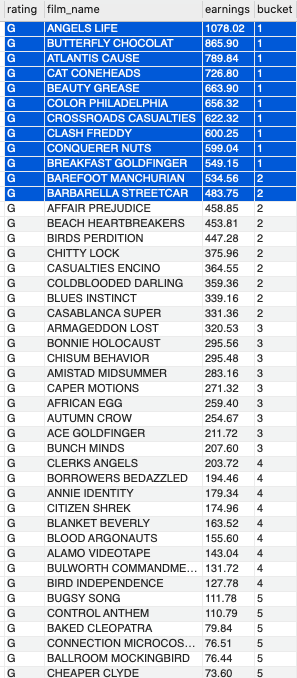 rating film_name earnings bucket
G ANGELS LIFE 1078.02 1
G BUTTERFLY CHOCOLAT 865.90 1
G ATLANTIS CAUSE 789.84 1
G CAT CONEHEADS 726.80 1
G BEAUTY GREASE 663.90 1
G COLOR PHILADELPHIA 656.32 1
G CROSSROADS CASUALTIES 622.32 1
G CLASH FREDDY 600.25 1
G CONQUERER NUTS 599.04 1
G BREAKFAST GOLDFINGER 549.15 1
G BAREFOOT MANCHURIAN 534.56 2
G BARBARELLA STREETCAR 483.75 2
G AFFAIR PREJUDICE 458.85 2
G BEACH HEARTBREAKERS 453.81 2
G BIRDS PERDITION 447.28 2
G CHITTY LOCK 375.96 2
G CASUALTIES ENCINO 364.55 2
G COLDBLOODED DARLING 359.36 2
G BLUES INSTINCT 339.16 2
G CASABLANCA SUPER 331.36 2
G ARMAGEDDON LOST 320.53 3
G BONNIE HOLOCAUST 295.56 3
G CHISUM BEHAVIOR 295.48 3
G AMISTAD MIDSUMMER 283.16 3
G CAPER MOTIONS 271.32 3
G AFRICAN EGG 259.40 3
G AUTUMN CROW 254.67 3
G ACE GOLDFINGER 211.72 3
G BUNCH MINDS 207.60 3
G CLERKS ANGELS 203.72 4
G BORROWERS BEDAZZLED 194.46 4
G ANNIE IDENTITY 179.34 4
G CITIZEN SHREK 174.96 4
G BLANKET BEVERLY 163.52 4
G BLOOD ARGONAUTS 155.60 4
G ALAMO VIDEOTAPE 143.04 4
G BULWORTH COMMANDME... 131.72 4
G BIRD INDEPENDENCE 127.78 4
G BUGSY SONG 111.78 5
G CONTROL ANTHEM 110.79 5
G BAKED CLEOPATRA 79.84 5
G CONNECTION MICROCOS... 76.51 5
G BALLROOM MOCKINGBIRD 76.44 5
G CHEAPER CLYDE 73.60 5